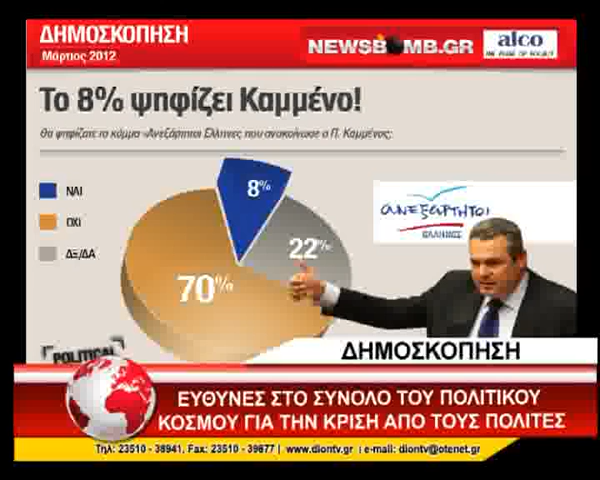 ΔΗΜΟΣΚΟΠΗΣΗ
Μάρτιος 2012
NEWSBOMB.GR
alco
Το 8% ψηφίζει Καμμένο!
Θα ψηφίζατε το κόμμα «Ανεξάρτητοι Έλληνες που ανακοίνωσε ο Π. Καμμένος;
ΝΑΙ
ΟΧΙ
ΔΞ/ΔΑ
8%
22%
70%
ανεξάρτητοι
ΕΛΛΗΝΕΣ
POLITICAL
ΔΗΜΟΣΚΟΠΗΣΗ
ΕΥΘΥΝΕΣ ΣΤΟ ΣΥΝΟΛΟ ΤΟΥ ΠΟΛΙΤΙΚΟΥ
ΚΟΣΜΟΥ ΓΙΑ ΤΗΝ ΚΡΙΣΗ ΑΠΟ ΤΟΥΣ ΠΟΛΙΤΕΣ
Τηλ: 23510 - 38941, Fax: 23510 - 39677 | www.diontv.gr | e-mail: diontv@otenet.gr